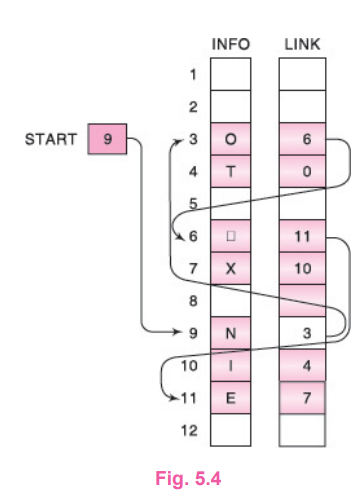 INFO LINK
1
2
START 9 3 O 6
4 T 0
5
6 □ 11
7 X 10
8
9 N 3
10 I 4
11 E 7
12
Fig. 5.4